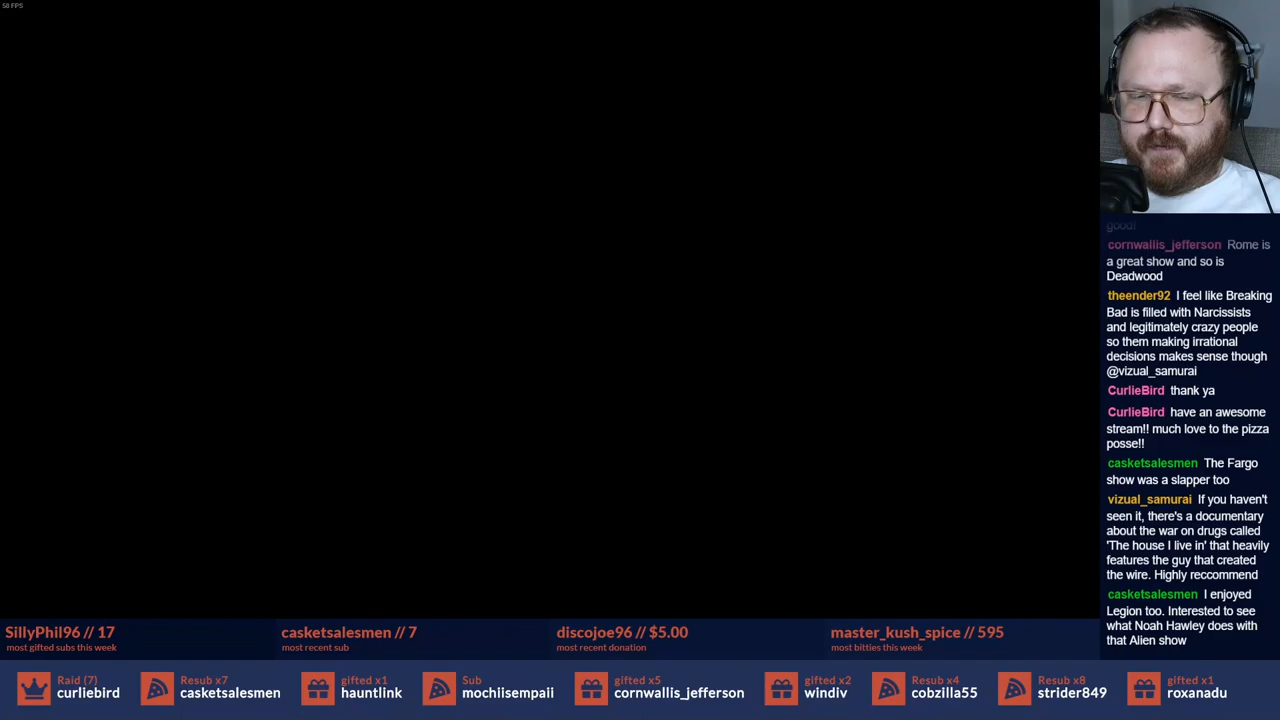 58 FPS
good!
cornwallis_jefferson Rome is
a great show and so is
Deadwood
theender92 I feel like Breaking
Bad is filled with Narcissists
and legitimately crazy people
so them making irrational
decisions makes sense though
@vizual_samurai
CurlieBird thank ya
CurlieBird have an awesome
stream!! much love to the pizza
posse!!
casketsalesmen The Fargo
show was a slapper too
vizual_samurai If you haven't
seen it, there's a documentary
about the war on drugs called
'The house I live in' that heavily
features the guy that created
the wire. Highly reccommend
casketsalesmen I enjoyed
Legion too. Interested to see
what Noah Hawley does with
that Alien show
SillyPhil96 // 17
most gifted subs this week
casketsalesmen // 7
most recent sub
discojoe96 // $5.00
most recent donation
master_kush_spice // 595
most bitties this week
Raid (7)
curliebird
Resub x7
casketsalesmen
gifted x1
hauntlink
Sub
mochiisempaii
gifted x5
cornwallis_jefferson
gifted x2
windiv
Resub x4
cobzilla55
Resub x8
strider849
gifted x1
roxanadu